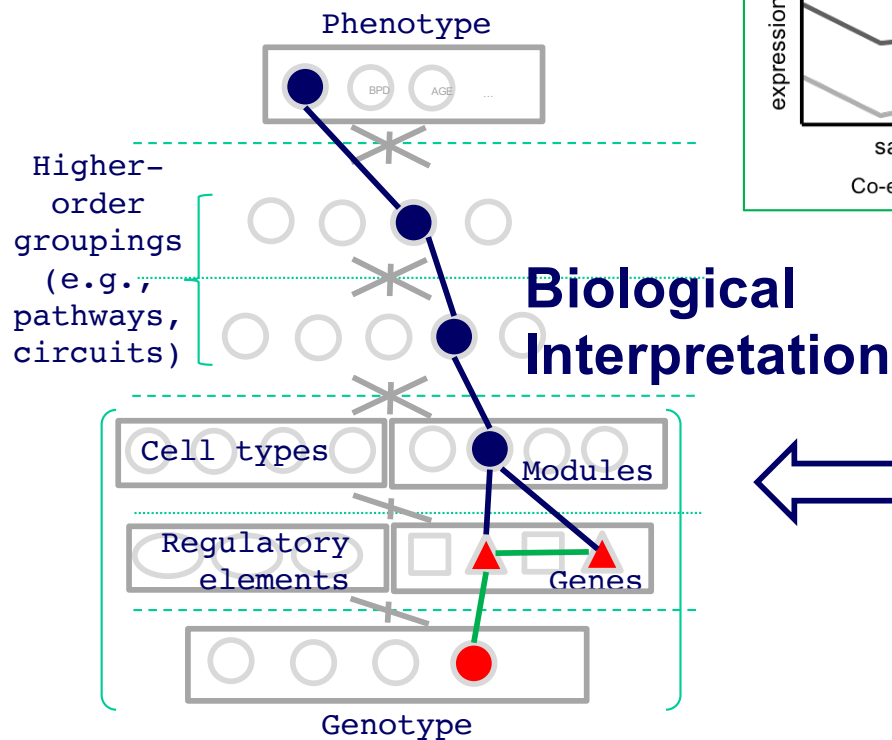 Phenotype
BPD
AGE
...
Higher-
order
groupings
(e.g.,
pathways,
circuits)
Biological
Interpretation
Cell types
Modules
Regulatory
elements
Genes
Genotype
expression
sa
Co-e